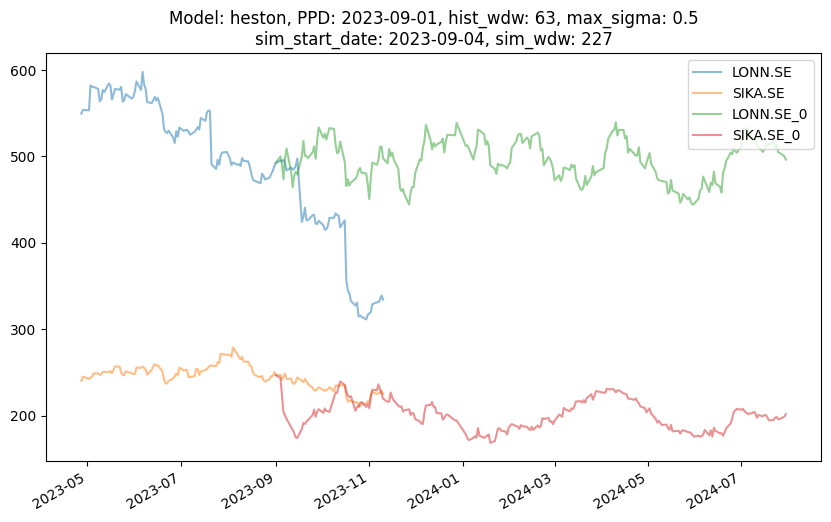 Model: heston, PPD: 2023-09-01, hist_wdw: 63, max_sigma: 0.5
sim_start_date: 2023-09-04, sim_wdw: 227
LONN.SE
SIKA.SE
LONN.SE_0
SIKA.SE_0
600
500
400
300
200
2023-05
2023-07
2023-09
2023-11
2024-01
2024-03
2024-05
2024-07